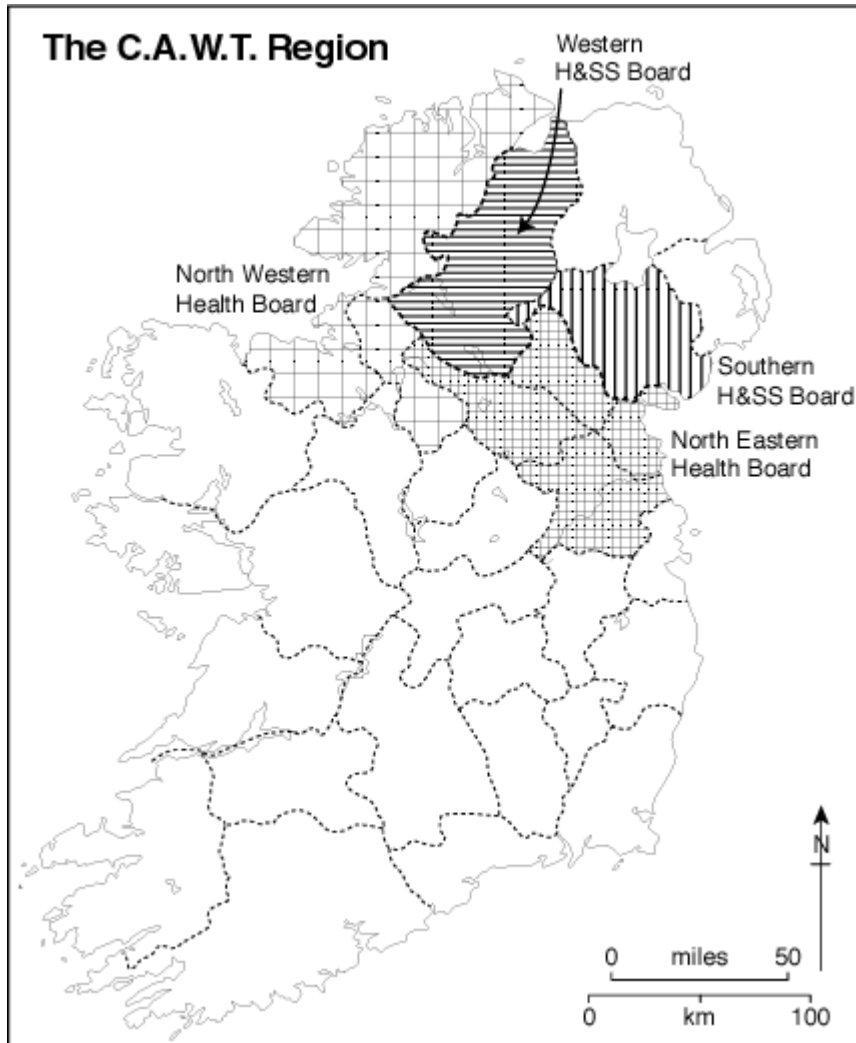 The C.A.W.T. Region
Western
H&SS Board
North Western
Health Board
Southern
H&SS Board
North Eastern
Health Board
N
0 miles 50
0 km 100